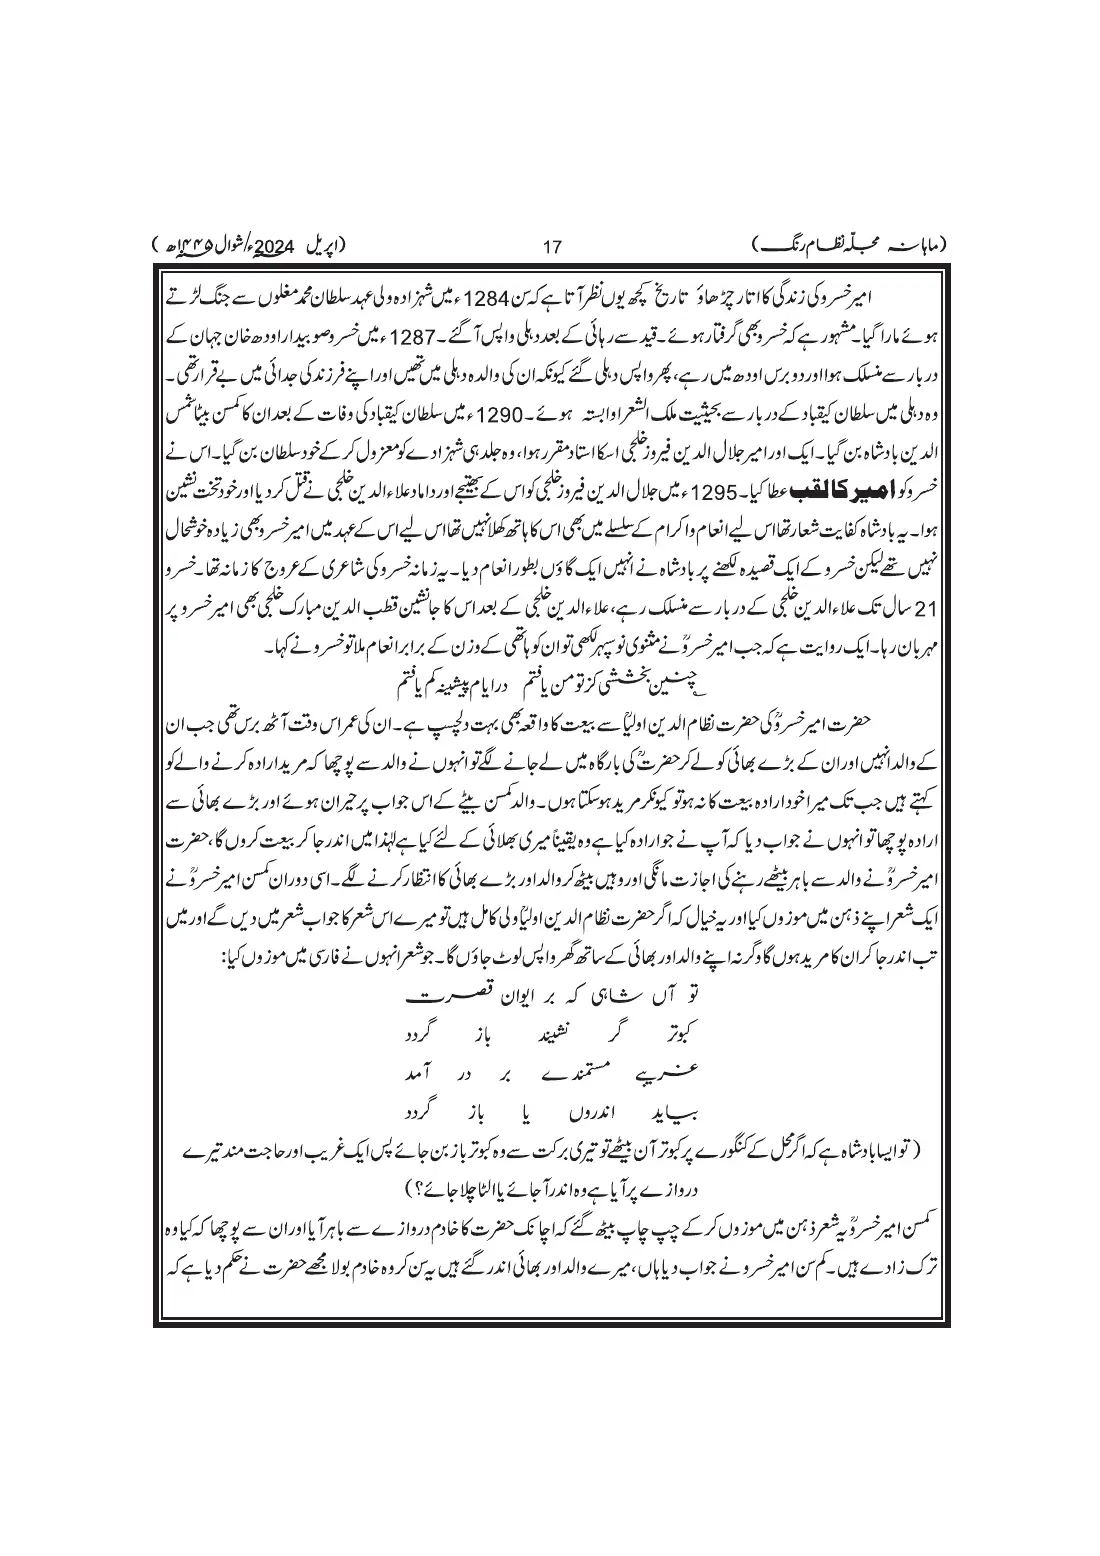 (ماہانہ مجلّہ نظام رنگ)
17
(اپریل 2024ء/شوال ۱۴۴۵ھ)
امیر خسرو کی زندگی کا اتار چڑھاؤ تاریخ کچھ یوں نظر آتا ہے کہ سن 1284ء میں شہزادہ ولی عہد سلطان محمد مغلوں سے جنگ لڑتے
ہوئے مارا گیا۔ مشہور ہے کہ خسرو بھی گرفتار ہوئے۔ قید سے رہائی کے بعد دہلی واپس آ گئے۔ 1287ء میں خسرو صوبیدار اودھ خان جہان کے
دربار سے منسلک ہوا اور دو برس اودھ میں رہے، پھر واپس دہلی گئے کیونکہ ان کی والدہ دہلی میں تھیں اور اپنے فرزند کی جدائی میں بے قرار تھی۔
وہ دہلی میں سلطان کیقباد کے دربار سے بحیثیت ملک الشعرا وابستہ ہوئے۔ 1290ء میں سلطان کیقباد کی وفات کے بعد ان کا کمسن بیٹا شمس
الدین بادشاہ بن گیا۔ ایک اور امیر جلال الدین فیروز خلجی اسکا استاد مقرر ہوا، وہ جلد ہی شہزادے کو معزول کر کے خود سلطان بن گیا۔ اس نے
خسرو کو امیر کا لقب عطا کیا۔ 1295ء میں جلال الدین فیروز خلجی کو اس کے بھتیجے اور داماد علاء الدین خلجی نے قتل کر دیا اور خود تخت نشین
ہوا۔ یہ بادشاہ کفایت شعار تھا اس لیے انعام و اکرام کے سلسلے میں بھی اس کا ہاتھ کھلا نہیں تھا اس لیے اس کے عہد میں امیر خسرو بھی زیادہ خوشحال
نہیں تھے لیکن خسرو کے ایک قصیدہ لکھنے پر بادشاہ نے انہیں ایک گاؤں بطور انعام دیا۔ یہ زمانہ خسرو کی شاعری کے عروج کا زمانہ تھا۔ خسرو
21 سال تک علاء الدین خلجی کے دربار سے منسلک رہے، علاء الدین خلجی کے بعد اس کا جانشین قطب الدین مبارک خلجی بھی امیر خسرو پر
مہربان رہا۔ ایک روایت ہے کہ جب امیر خسروؒ نے مثنوی نو سپہر لکھی تو ان کو ہاتھی کے وزن کے برابر انعام ملا تو خسرو نے کہا۔
؎ چنین بخششی کز تو من یافتم درایام پیشینہ کم یافتم
حضرت امیر خسروؒ کی حضرت نظام الدین اولیاؒ سے بیعت کا واقعہ بھی بہت دلچسپ ہے۔ ان کی عمر اس وقت آٹھ برس تھی جب ان
کے والد انہیں اور ان کے بڑے بھائی کو لے کر حضرتؒ کی بارگاہ میں لے جانے لگے تو انہوں نے والد سے پوچھا کہ مرید ارادہ کرنے والے کو
کہتے ہیں جب تک میرا خود ارادہ بیعت کا نہ ہو تو کیونکر مرید ہو سکتا ہوں۔ والد کمسن بیٹے کے اس جواب پر حیران ہوئے اور بڑے بھائی سے
ارادہ پوچھا تو انہوں نے جواب دیا کہ آپ نے جو ارادہ کیا ہے وہ یقیناً میری بھلائی کے لئے کیا ہے لہٰذا میں اندر جا کر بیعت کروں گا، حضرت
امیر خسروؒ نے والد سے باہر بیٹھے رہنے کی اجازت مانگی اور وہیں بیٹھ کر والد اور بڑے بھائی کا انتظار کرنے لگے۔ اسی دوران کمسن امیر خسروؒ نے
ایک شعر اپنے ذہن میں موزوں کیا اور یہ خیال کہ اگر حضرت نظام الدین اولیاؒ ولی کامل ہیں تو میرے اس شعر کا جواب شعر میں دیں گے اور میں
تب اندر جا کر ان کا مرید ہوں گا وگرنہ اپنے والد اور بھائی کے ساتھ گھر واپس لوٹ جاؤں گا۔ جو شعر انہوں نے فارسی میں موزوں کیا:
تو آں شاہی کہ بر ایوان قصرت
کبوتر گر نشیند باز گردد
غریبے مستمندے بر در آمد
بیاید اندروں یا باز گردد
(تو ایسا بادشاہ ہے کہ اگر محل کے کنگورے پر کبوتر آن بیٹھے تو تیری برکت سے وہ کبوتر باز بن جائے پس ایک غریب اور حاجت مند تیرے
دروازے پر آیا ہے وہ اندر آ جائے یا الٹا چلا جائے؟)
کمسن امیر خسروؒ یہ شعر ذہن میں موزوں کر کے چپ چاپ بیٹھ گئے کہ اچانک حضرت کا خادم دروازے سے باہر آیا اور ان سے پوچھا کہ کیا وہ
ترک زادے ہیں۔ کم سن امیر خسرو نے جواب دیا ہاں، میرے والد اور بھائی اندر گئے ہیں یہ سن کر وہ خادم بولا مجھے حضرت نے حکم دیا ہے کہ